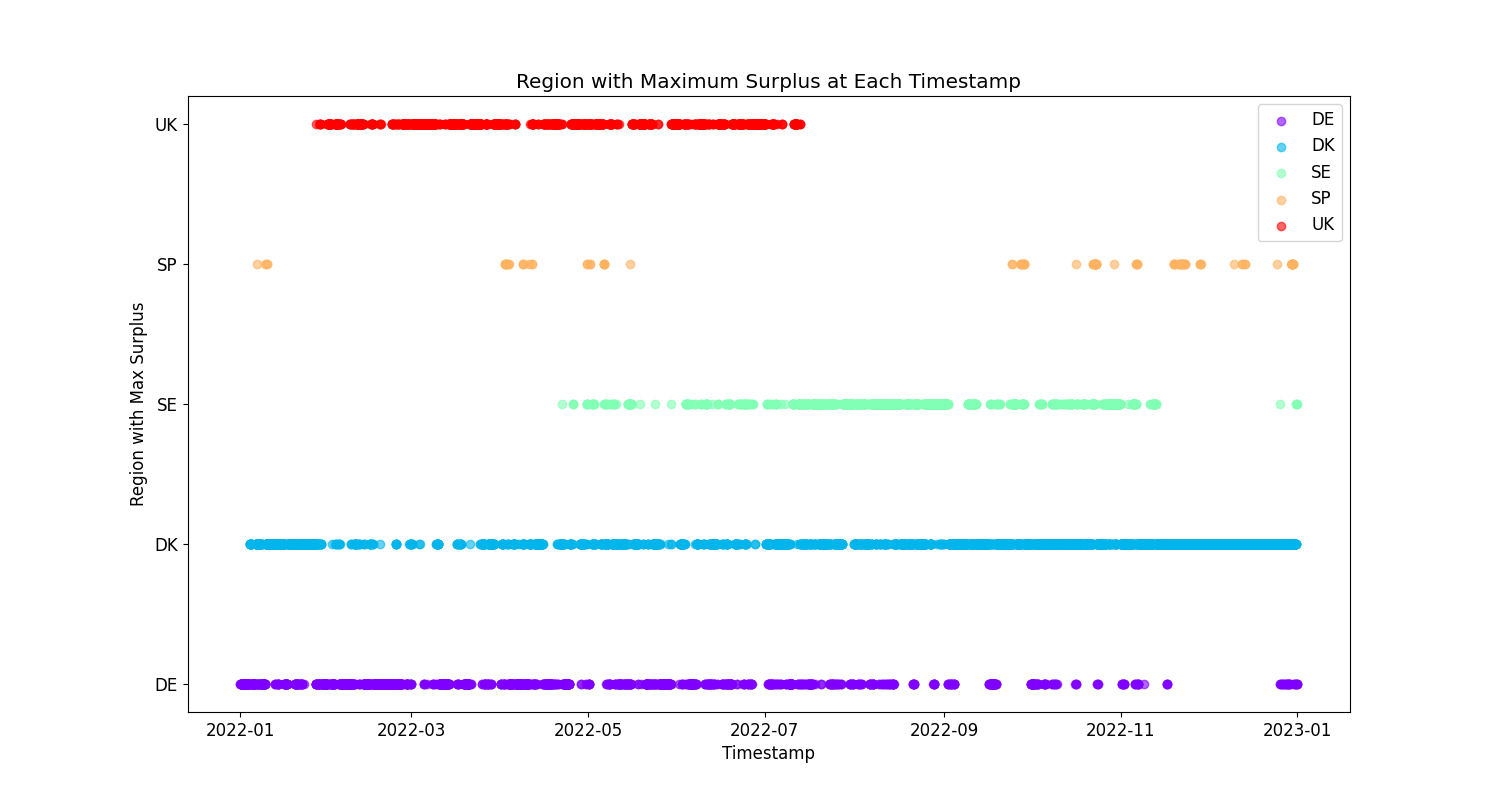 Region with Maximum Surplus at Each Timestamp
UK
SP
SE
DK
DE
Region with Max Surplus
DE
DK
SE
SP
UK
2022-01
2022-03
2022-05
2022-07
2022-09
2022-11
2023-01
Timestamp